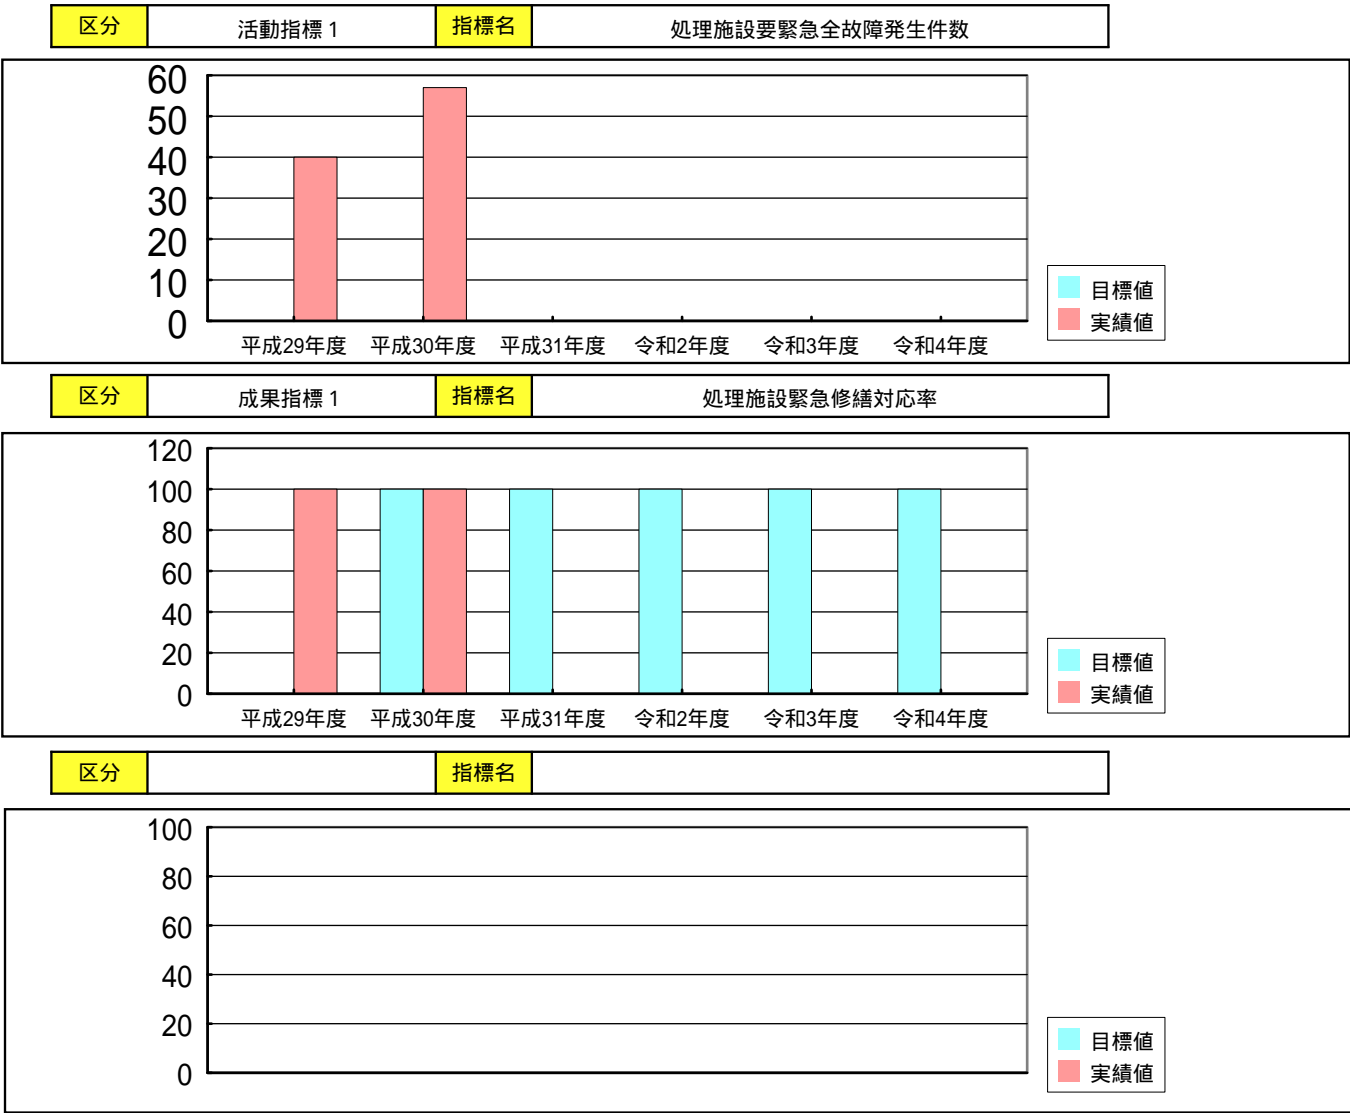 区分 活動指標１ 指標名 処理施設要緊急全故障発生件数
60
50
40
30
20
10
0
平成29年度 平成30年度 平成31年度 令和2年度 令和3年度 令和4年度
目標値
実績値
区分 成果指標１ 指標名 処理施設緊急修繕対応率
120
100
80
60
40
20
0
平成29年度 平成30年度 平成31年度 令和2年度 令和3年度 令和4年度
目標値
実績値
区分 指標名
100
80
60
40
20
0
目標値
実績値